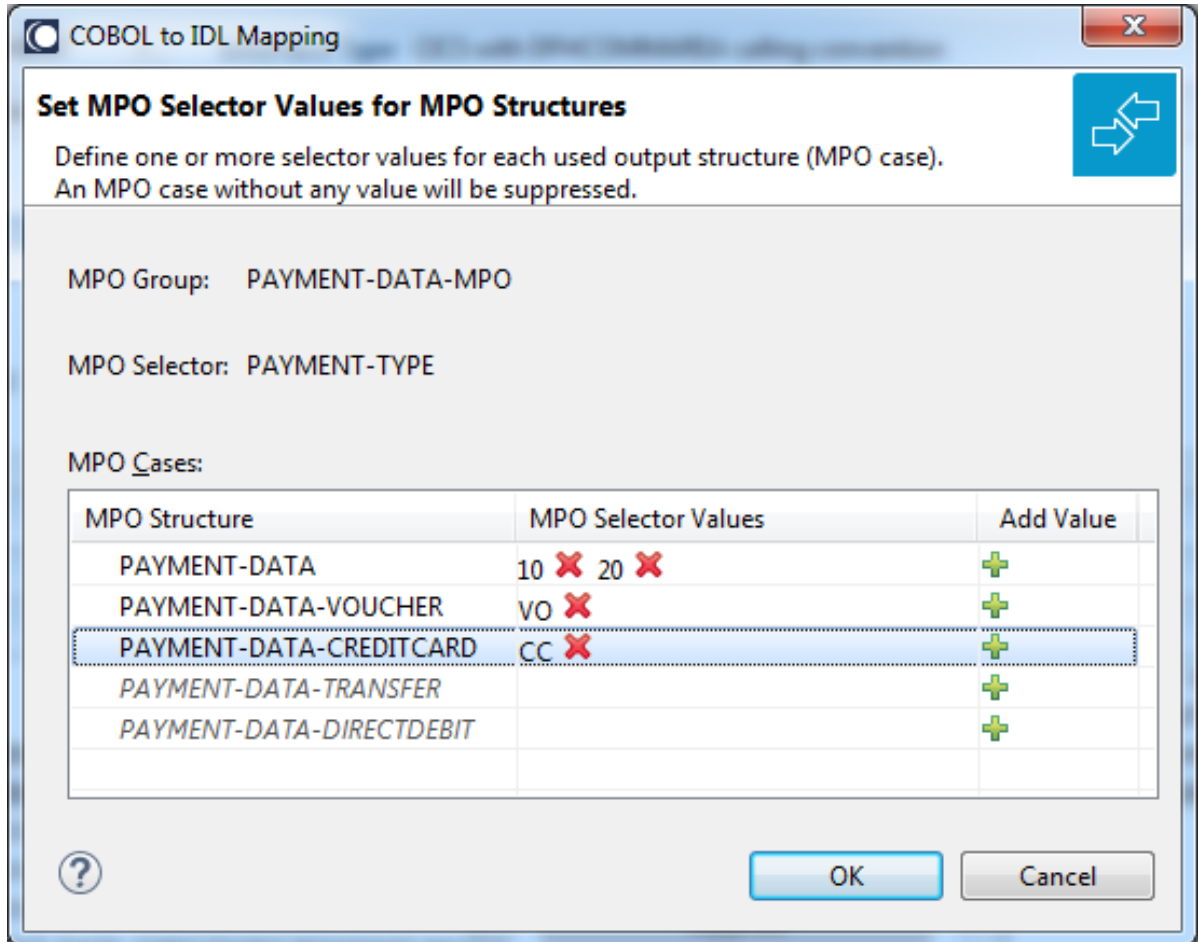 COBOL to IDL Mapping
Set MPO Selector Values for MPO Structures
Define one or more selector values for each used output structure (MPO case).
An MPO case without any value will be suppressed.
MPO Group: PAYMENT-DATA-MPO
MPO Selector: PAYMENT-TYPE
MPO Cases:
MPO Structure MPO Selector Values Add Value
PAYMENT-DATA 10 20
PAYMENT-DATA-VOUCHER VO
PAYMENT-DATA-CREDITCARD CC
PAYMENT-DATA-TRANSFER
PAYMENT-DATA-DIRECTDEBIT
?
OK Cancel